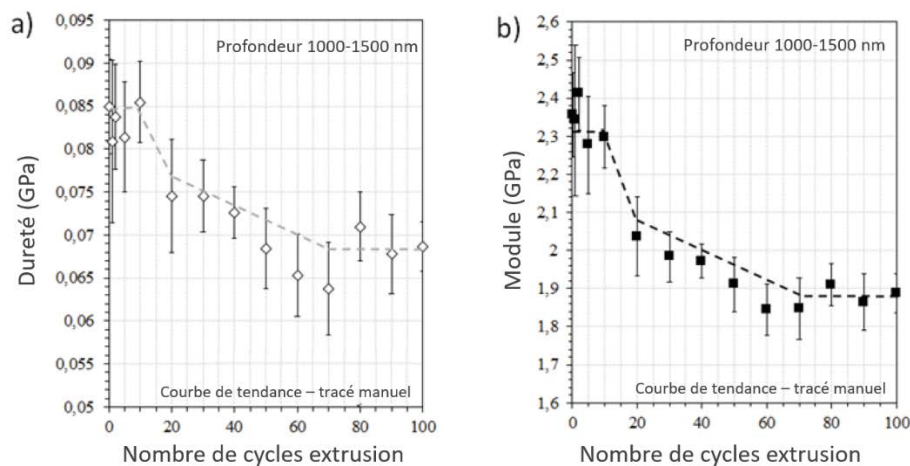 a)
Profondeur 1000-1500 nm
Dureté (GPa)
0,095
0,09
0,085
0,08
0,075
0,07
0,065
0,06
0,055
0,05
Courbe de tendance – tracé manuel
0 20 40 60 80 100
Nombre de cycles extrusion
b)
Profondeur 1000-1500 nm
Module (GPa)
2,6
2,5
2,4
2,3
2,2
2,1
2
1,9
1,8
1,7
1,6
Courbe de tendance – tracé manuel
0 20 40 60 80 100
Nombre de cycles extrusion